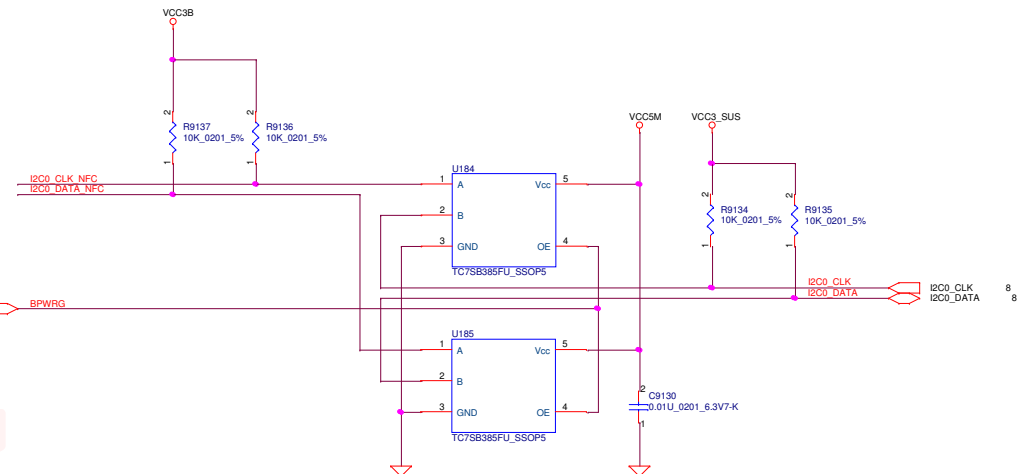 VCC3B
2
2
R9137
10K_0201_5%
R9136
10K_0201_5%
1
1
VCC5M
VCC3_SUS
I2C0_CLK_NFC
I2C0_DATA_NFC
U184
1
A
Vcc
5
2
B
3
GND
OE
4
TC7SB385FU_SSOP5
2
2
R9134
10K_0201_5%
R9135
10K_0201_5%
1
1
I2C0_CLK
I2C0_DATA
I2C0_CLK 8
I2C0_DATA 8
BPWRG
U185
1
A
Vcc
5
2
B
3
GND
OE
4
TC7SB385FU_SSOP5
2
C9130
0.01U_0201_6.3V7-K
1